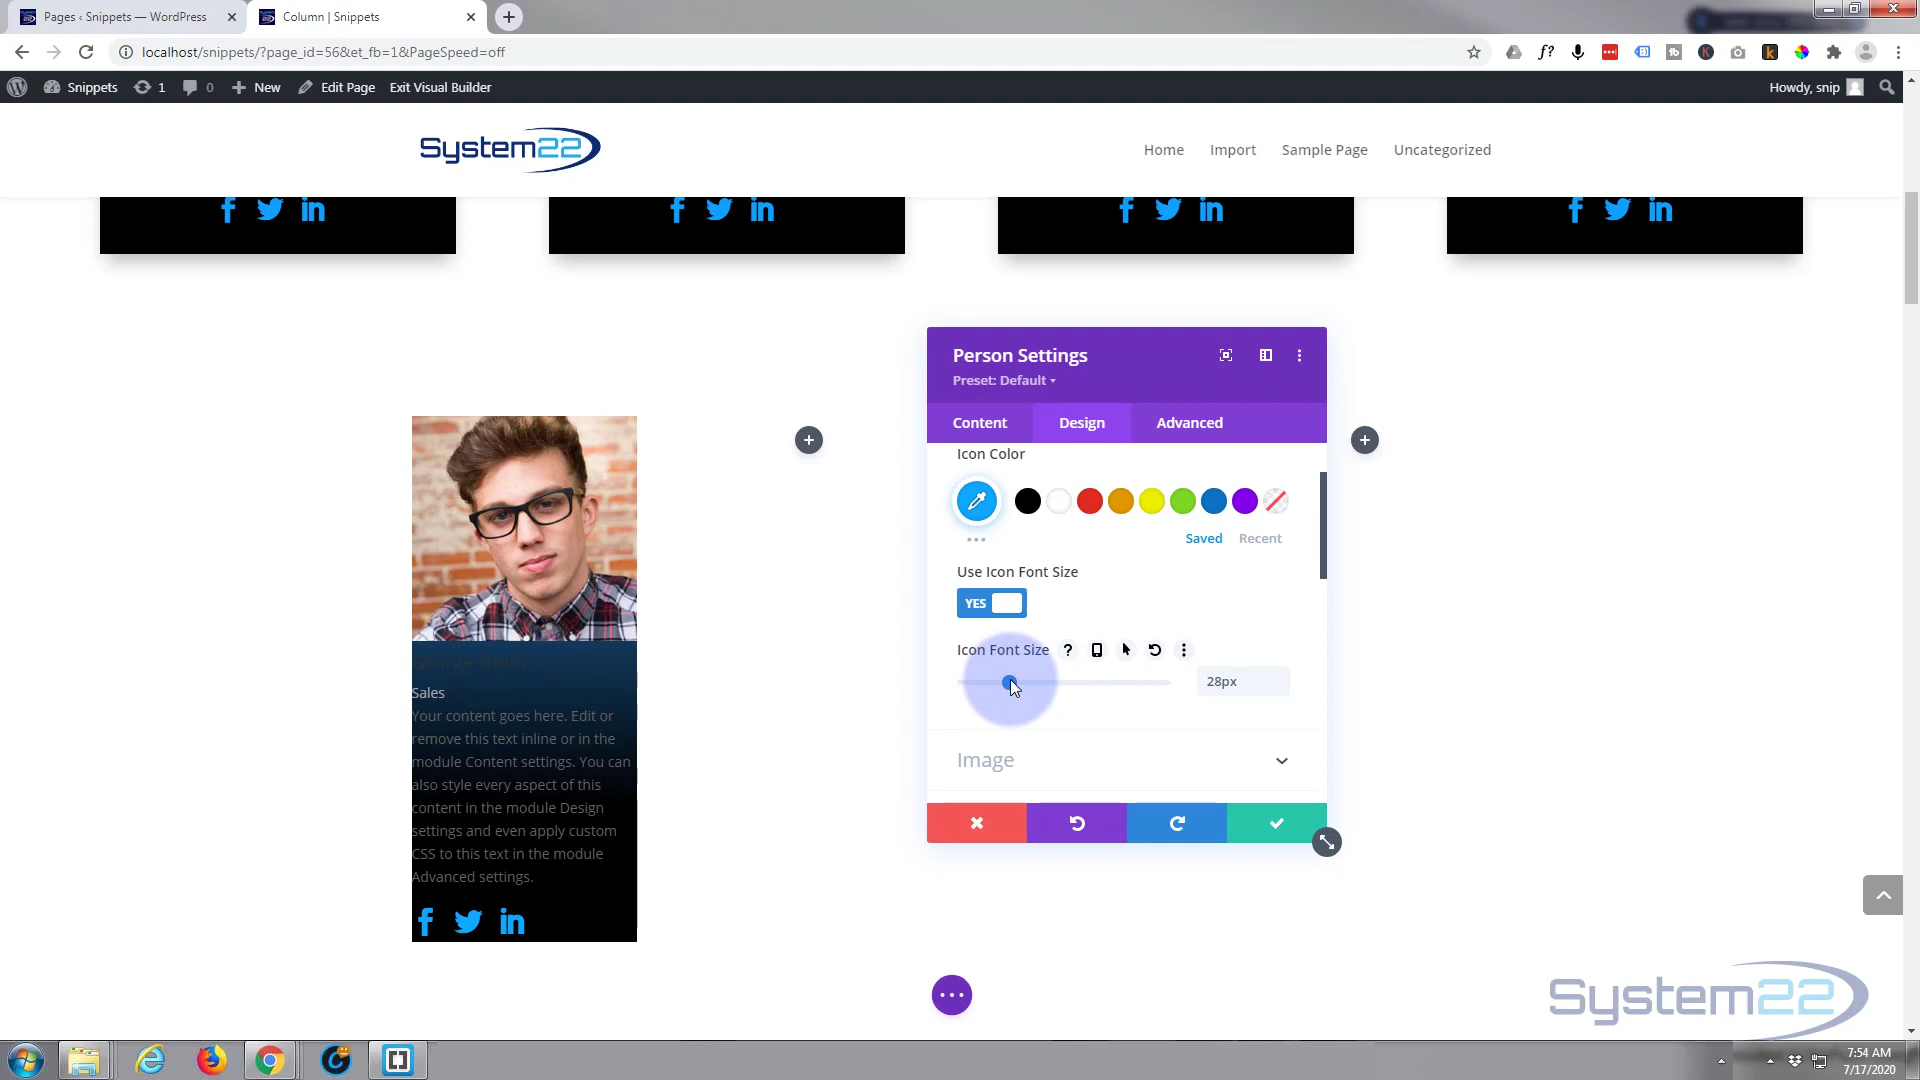 Pages ‹ Snippets — WordPress
Column | Snippets
localhost/snippets/?page_id=56&et_fb=1&PageSpeed=off
Snippets 1 0 New Edit Page Exit Visual Builder
Howdy, snip
System22
Home Import Sample Page Uncategorized
Person Settings
Preset: Default
Content Design Advanced
Icon Color
Saved Recent
Use Icon Font Size
YES
Icon Font Size
28px
Image
George Smith
Sales
Your content goes here. Edit or
remove this text inline or in the
module Content settings. You can
also style every aspect of this
content in the module Design
settings and even apply custom
CSS to this text in the module
Advanced settings.
System22
7:54 AM
7/17/2020